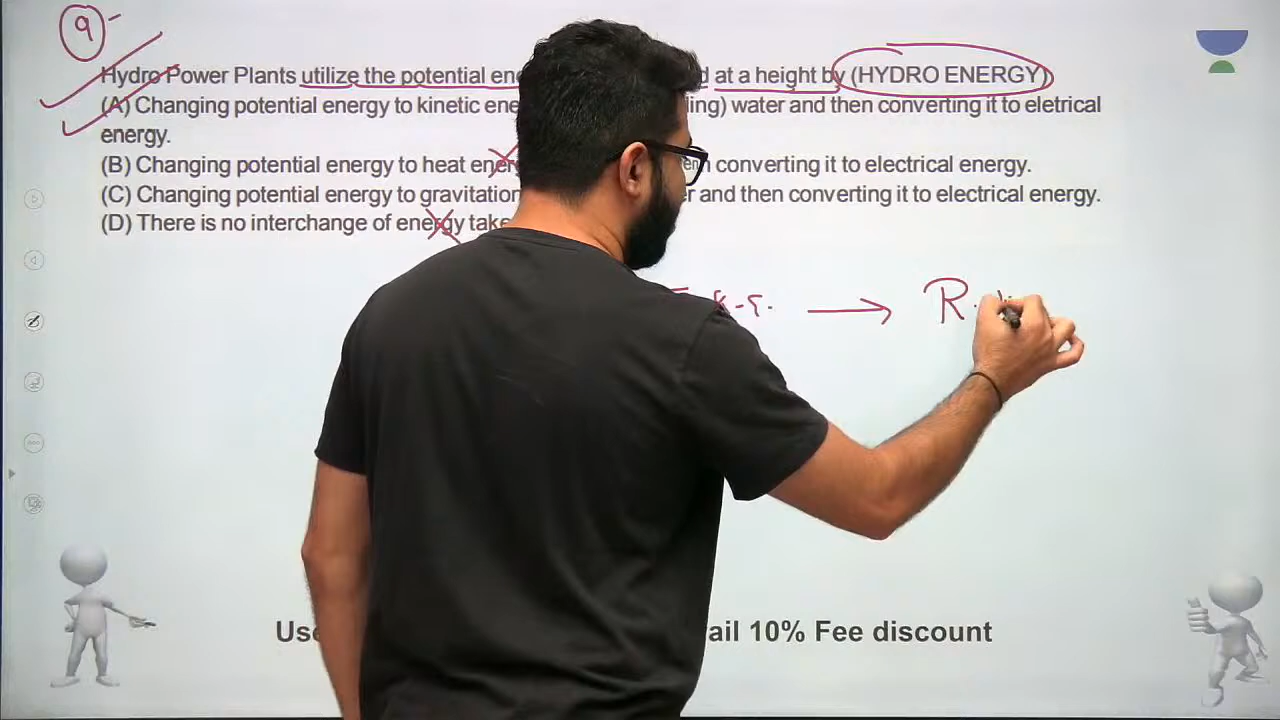 9-
Hydro Power Plants utilize the potential ene at a height by (HYDRO ENERGY)
(A) Changing potential energy to kinetic ene ling) water and then converting it to eletrical
energy.
(B) Changing potential energy to heat energy converting it to electrical energy.
(C) Changing potential energy to gravitation and then converting it to electrical energy.
(D) There is no interchange of energy take
K.E. → R.
Use ail 10% Fee discount